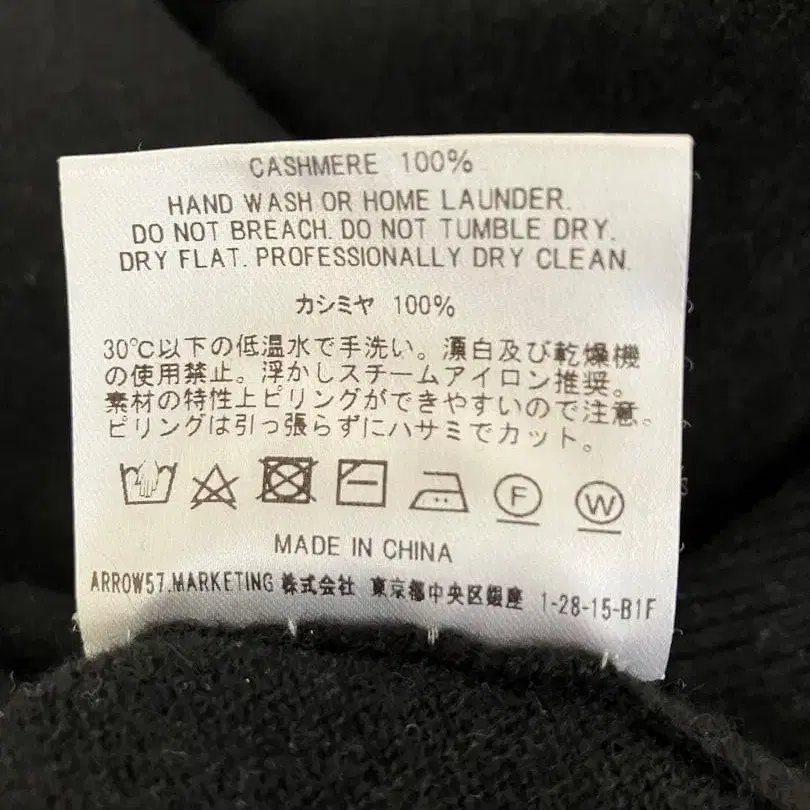 CASHMERE 100%
HAND WASH OR HOME LAUNDER.
DO NOT BREACH. DO NOT TUMBLE DRY.
DRY FLAT. PROFESSIONALLY DRY CLEAN.
カシミヤ 100%
30℃以下の低温水で手洗い。漂白及び乾燥機
の使用禁止。浮かしスチームアイロン推奨。
素材の特性上ピリングができやすいので注意。
ピリングは引っ張らずにハサミでカット。
F W
MADE IN CHINA
ARROW57.MARKETING 株式会社 東京都中央区銀座 1-28-15-B1F